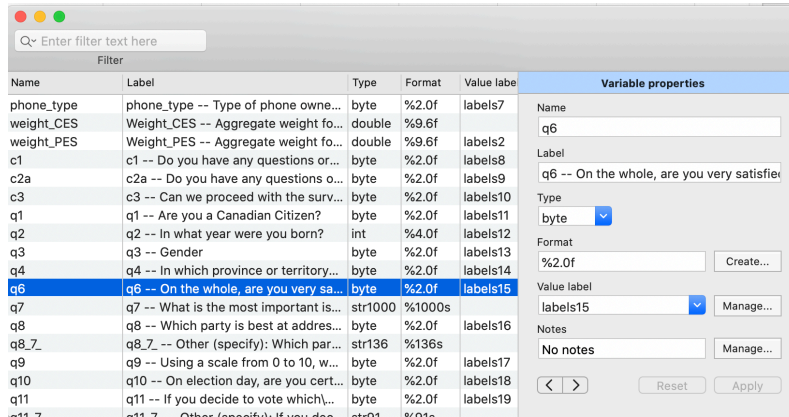 Enter filter text here
Filter
Name Label Type Format Value labe
phone_type phone_type -- Type of phone owne... byte %2.0f labels7
weight_CES Weight_CES -- Aggregate weight fo... double %9.6f
weight_PES Weight_PES -- Aggregate weight fo... double %9.6f labels2
c1 c1 -- Do you have any questions or... byte %2.0f labels8
c2a c2a -- Do you have any questions o... byte %2.0f labels9
c3 c3 -- Can we proceed with the surv... byte %2.0f labels10
q1 q1 -- Are you a Canadian Citizen? byte %2.0f labels11
q2 q2 -- In what year were you born? int %4.0f labels12
q3 q3 -- Gender byte %2.0f labels13
q4 q4 -- In which province or territory... byte %2.0f labels14
q6 q6 -- On the whole, are you very sa... byte %2.0f labels15
q7 q7 -- What is the most important is... str1000 %1000s
q8 q8 -- Which party is best at addres... byte %2.0f labels16
q8_7_ q8_7_ -- Other (specify): Which par... str136 %136s
q9 q9 -- Using a scale from 0 to 10, w... byte %2.0f labels17
q10 q10 -- On election day, are you cert... byte %2.0f labels18
q11 q11 -- If you decide to vote which\... byte %2.0f labels19
q11_7_ q11_7_ -- Other (specify): If you dec... str91 %91s
Variable properties
Name
q6
Label
q6 -- On the whole, are you very satisfied
Type
byte
Format
%2.0f Create...
Value label
labels15 Manage...
Notes
No notes Manage...
< > Reset Apply